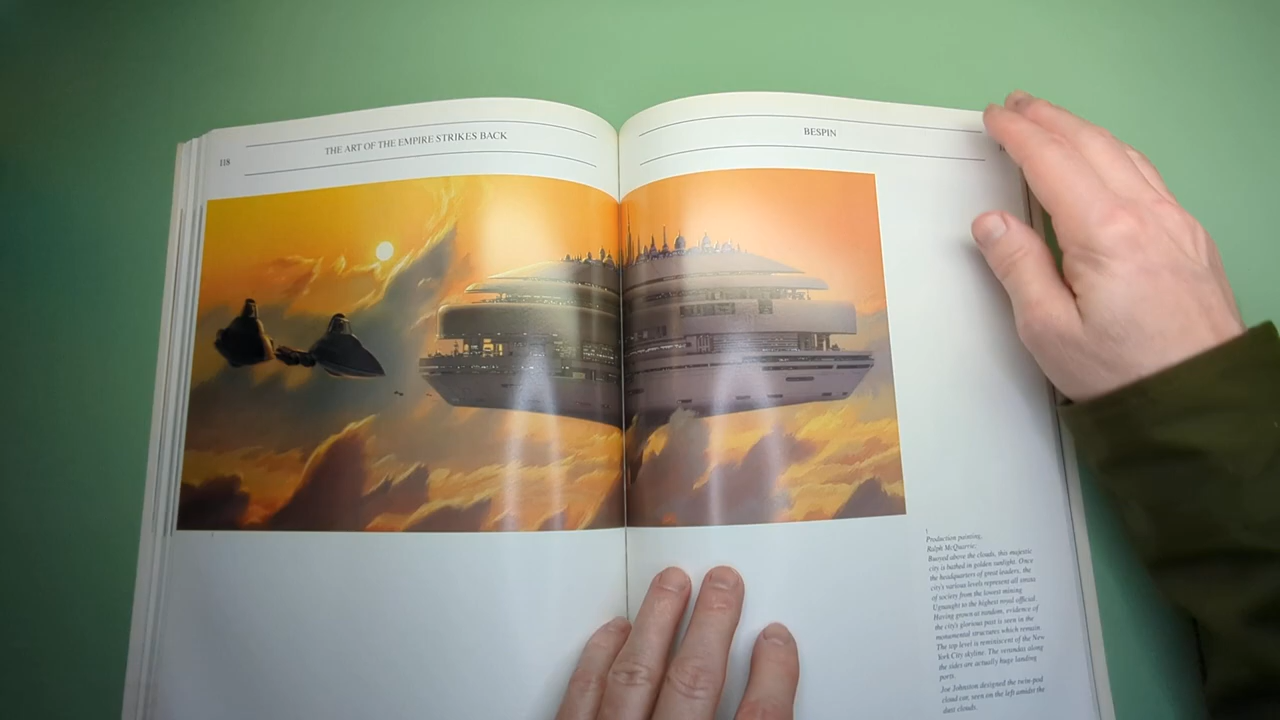 118
THE ART OF THE EMPIRE STRIKES BACK
BESPIN
1
1
Production painting,
Ralph McQuarrie:
Buoyed above the clouds, this majestic
city is bathed in golden sunlight. Once
the headquarters of great leaders, the
city's various levels represent all strata
of society from the lowest mining
Ugnaught to the highest royal official.
Having grown at random, evidence of
the city's glorious past is seen in the
monumental structures which remain.
The top level is reminiscent of the New
York City skyline. The verandas along
the sides are actually huge landing
ports.
Joe Johnston designed the twin-pod
cloud car, seen on the left amidst the
dust clouds.